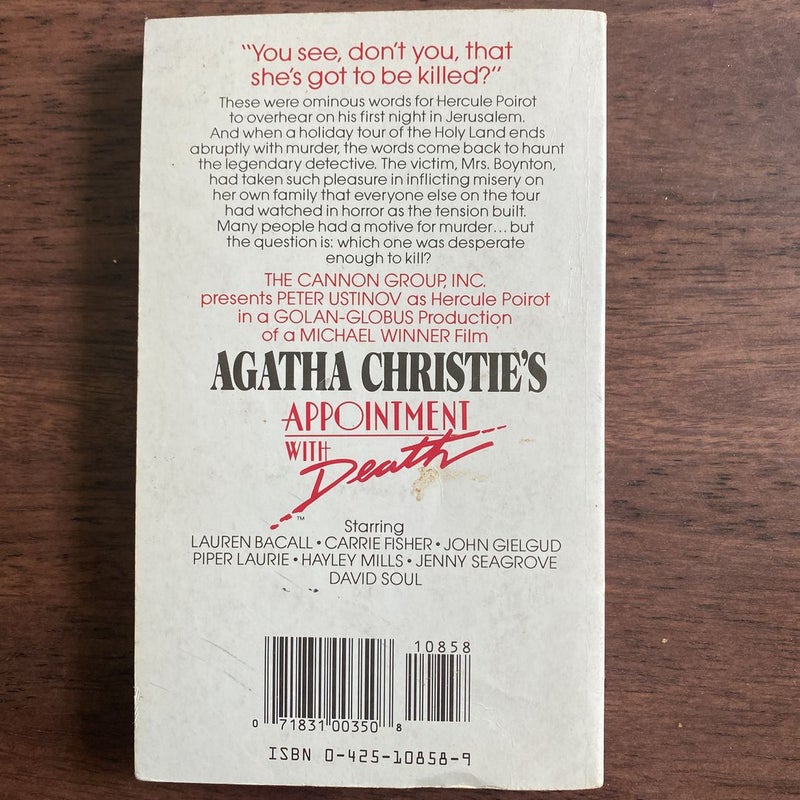 "You see, don't you, that
she's got to be killed?"
These were ominous words for Hercule Poirot
to overhear on his first night in Jerusalem.
And when a holiday tour of the Holy Land ends
abruptly with murder, the words come back to haunt
the legendary detective. The victim, Mrs. Boynton,
had taken such pleasure in inflicting misery on
her own family that everyone else on the tour
had watched in horror as the tension built.
Many people had a motive for murder... but
the question is: which one was desperate
enough to kill?
THE CANNON GROUP, INC.
presents PETER USTINOV as Hercule Poirot
in a GOLAN-GLOBUS Production
of a MICHAEL WINNER Film
AGATHA CHRISTIE'S
APPOINTMENT
WITH Death
™
Starring
LAUREN BACALL • CARRIE FISHER • JOHN GIELGUD
PIPER LAURIE • HAYLEY MILLS • JENNY SEAGROVE
DAVID SOUL
10858
0 71831 00350 8
ISBN 0-425-10858-9